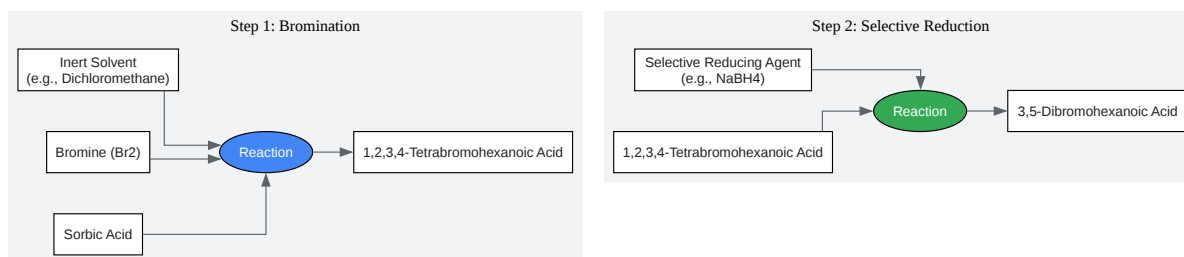 Step 1: Bromination
Inert Solvent
(e.g., Dichloromethane)
Bromine (Br2)
Reaction
1,2,3,4-Tetrabromohexanoic Acid
Sorbic Acid
Step 2: Selective Reduction
Selective Reducing Agent
(e.g., NaBH4)
Reaction
3,5-Dibromohexanoic Acid
1,2,3,4-Tetrabromohexanoic Acid